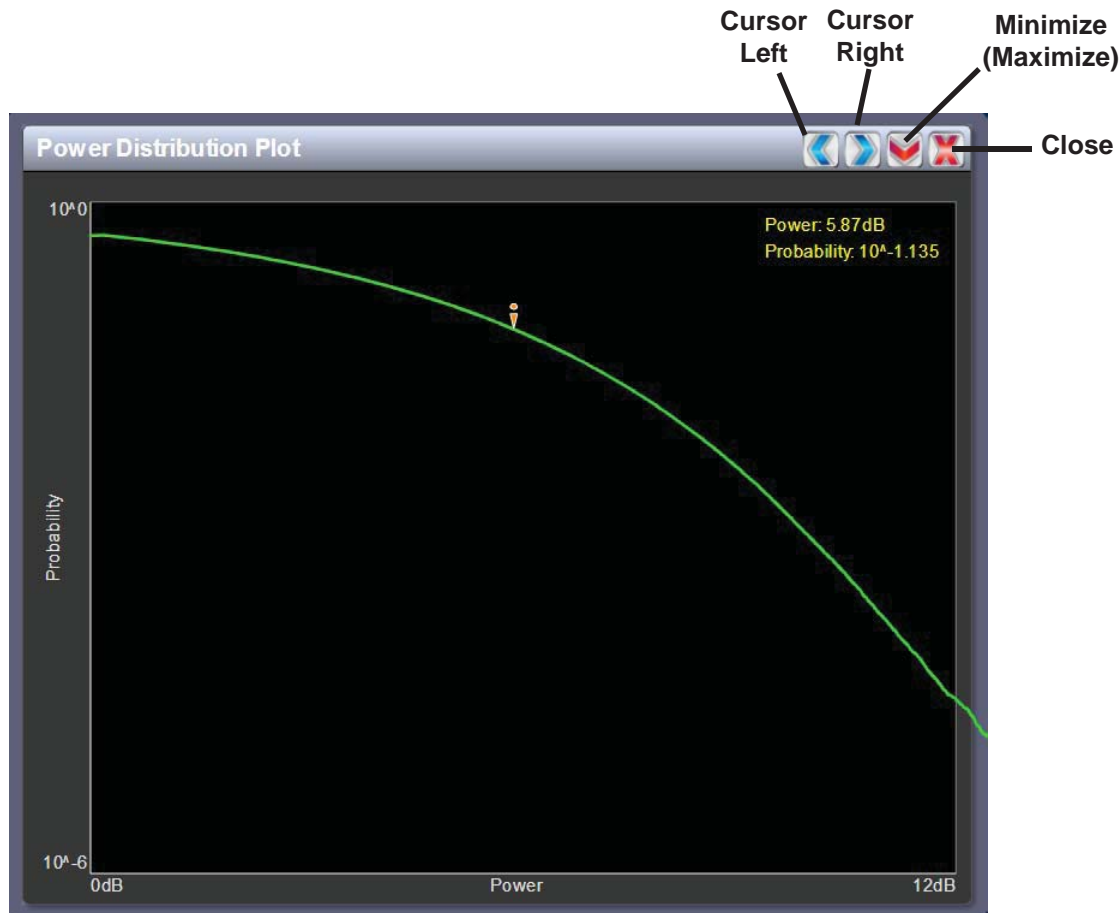 Cursor Left
Cursor Right
Minimize (Maximize)
Close
Power Distribution Plot
10^0
Power: 5.87dB
Probability: 10^-1.135
Probability
10^-6
0dB
Power
12dB